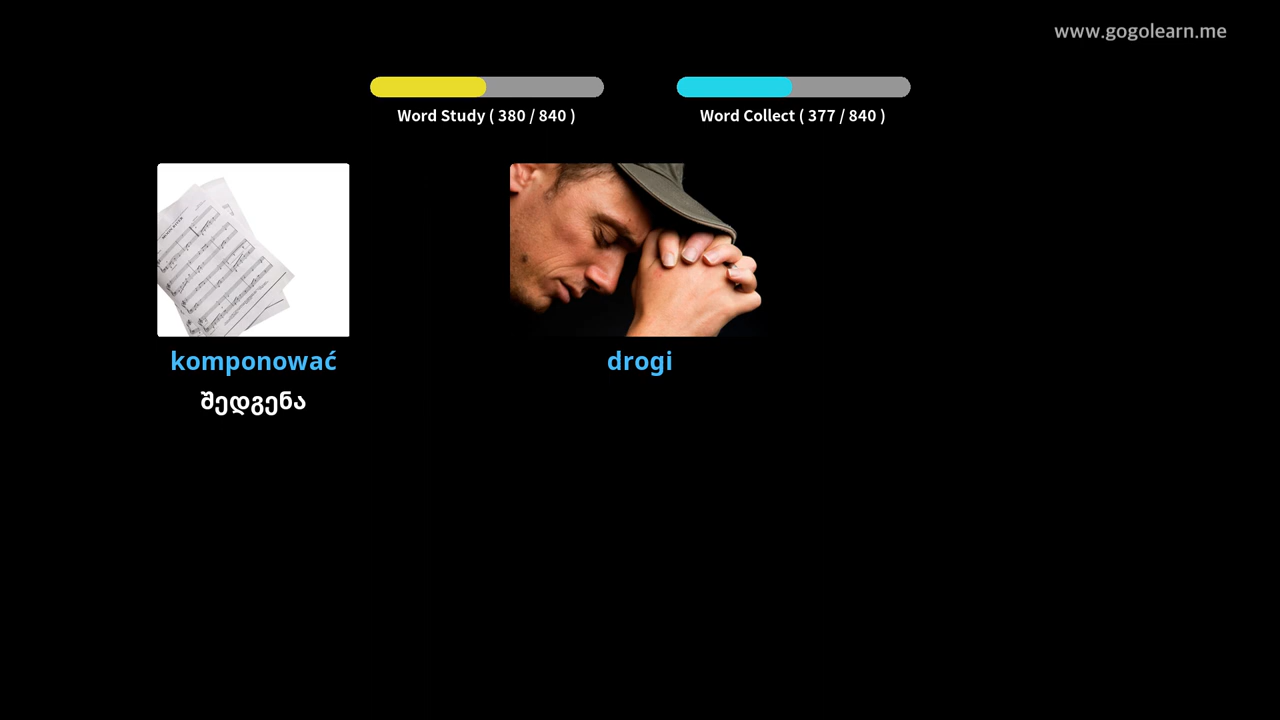 www.gogolearn.me
Word Study ( 380 / 840 )
Word Collect ( 377 / 840 )
komponować
drogi
შედგენა